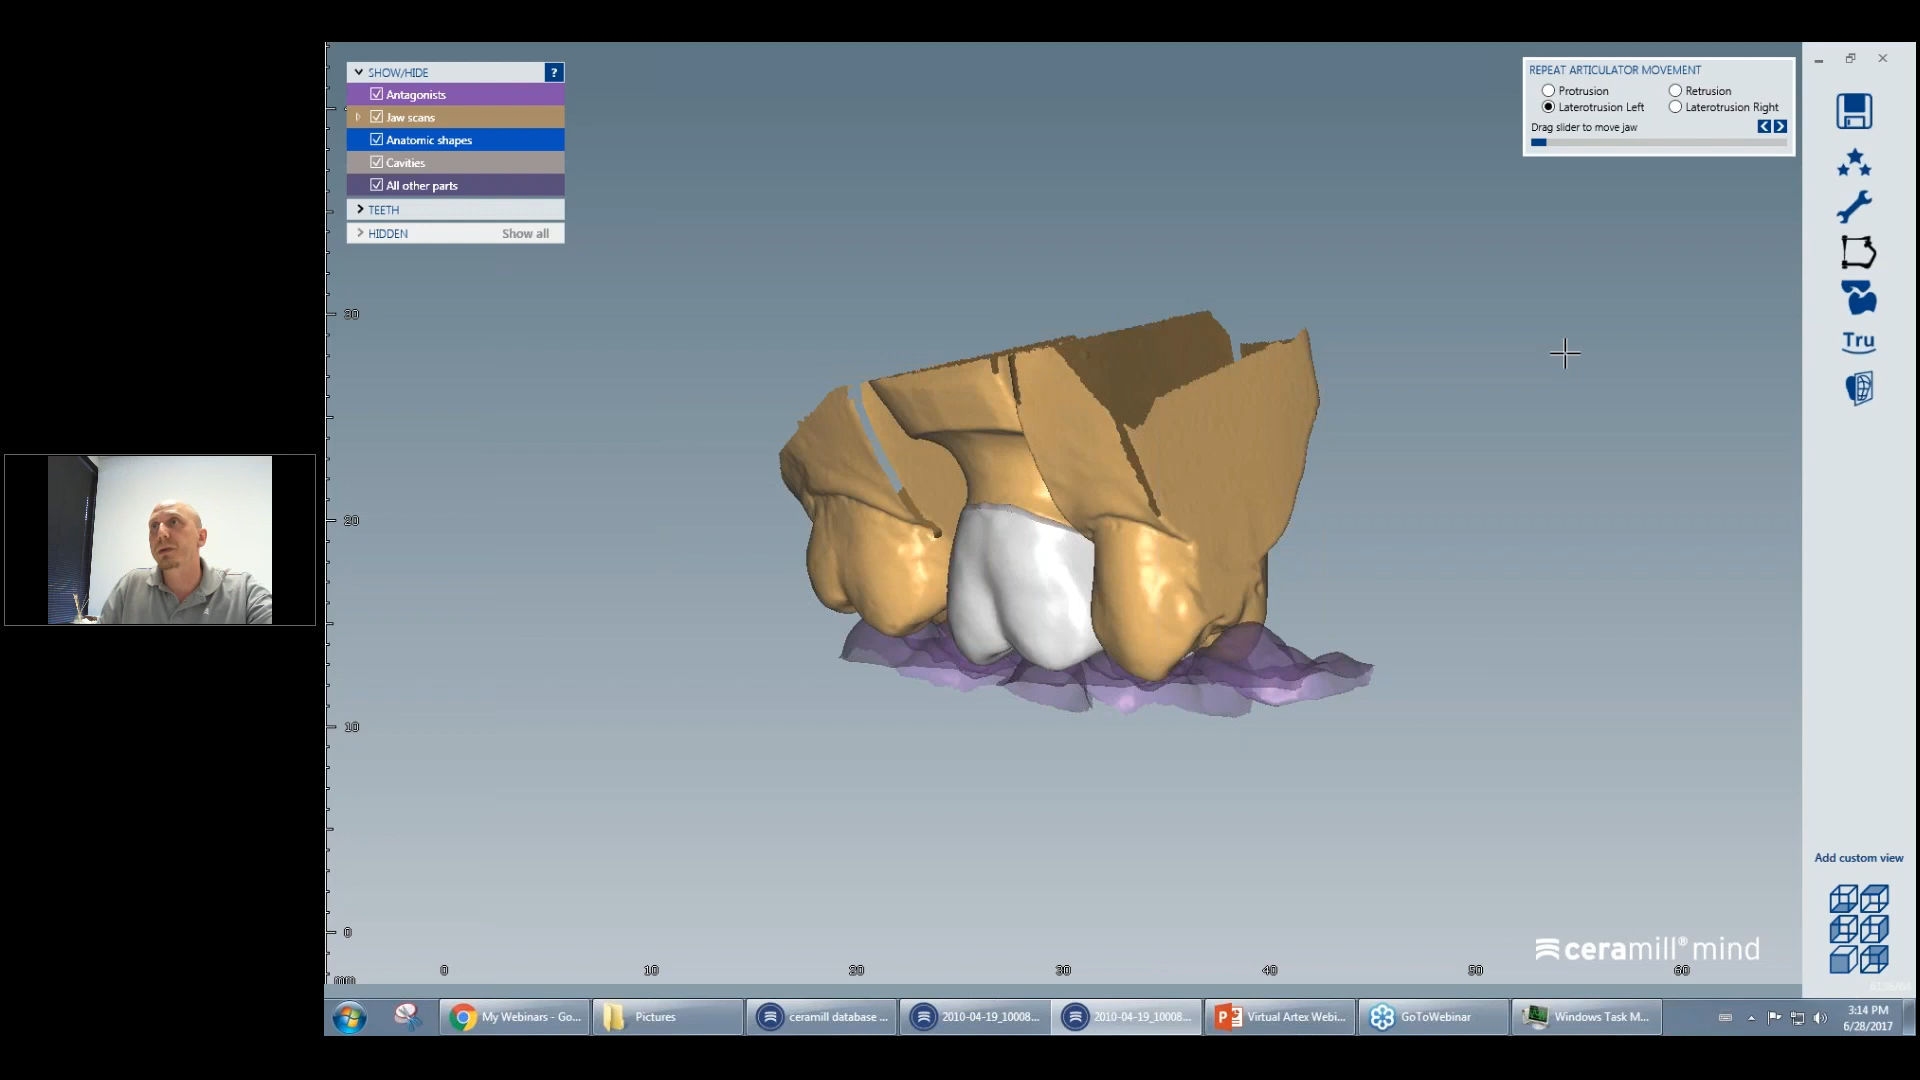 SHOW/HIDE ?
Antagonists
Jaw scans
Anatomic shapes
Cavities
All other parts
TEETH
HIDDEN Show all
REPEAT ARTICULATOR MOVEMENT
Protrusion Retrusion
Laterotrusion Left Laterotrusion Right
Drag slider to move jaw
Tru
30
20
10
0
mm
0 10 20 30 40 50 60
Add custom view
ceramill® mind
My Webinars - Go...
Pictures
ceramill database ...
2010-04-19_10008...
2010-04-19_10008...
Virtual Artex Webi...
GoToWebinar
Windows Task M...
3:14 PM
6/28/2017